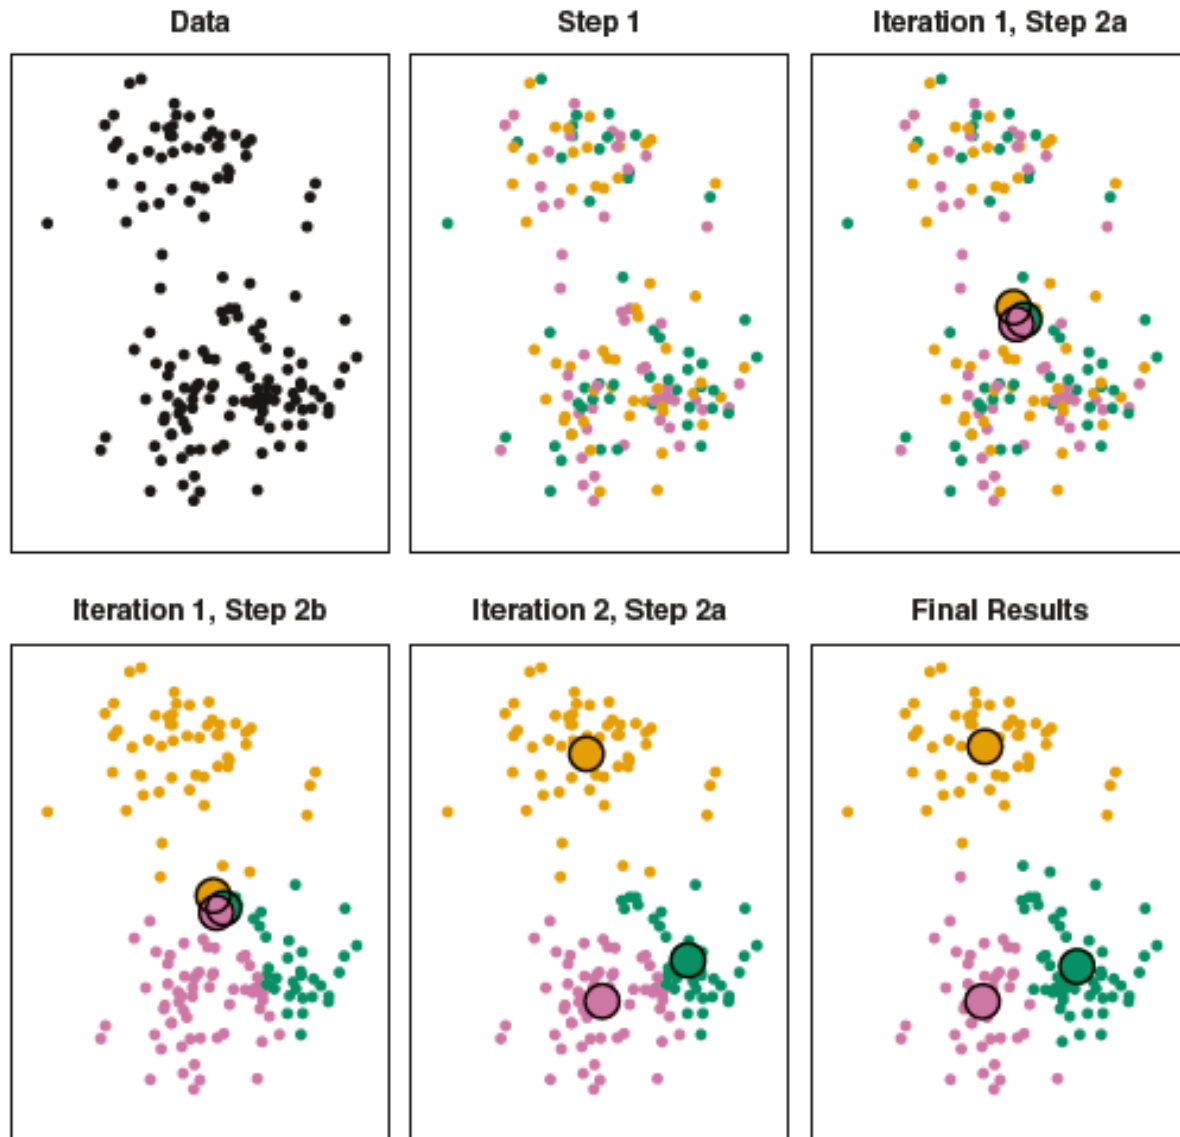 Data
Step 1
Iteration 1, Step 2a
Iteration 1, Step 2b
Iteration 2, Step 2a
Final Results